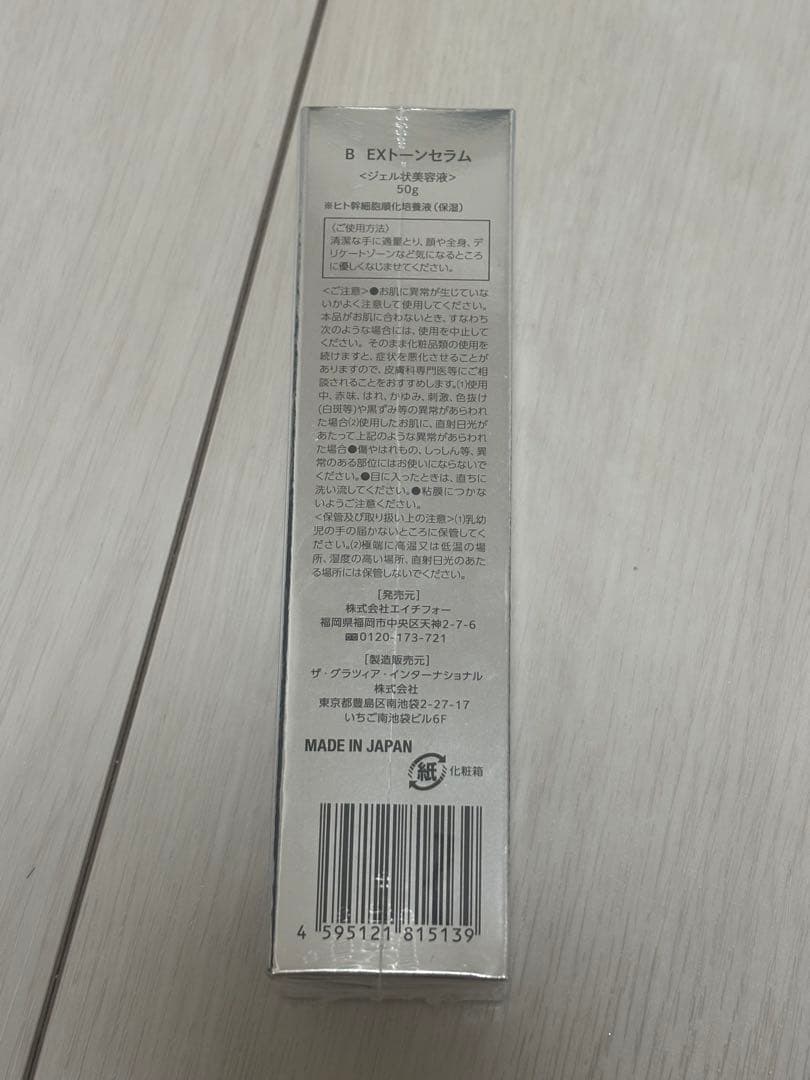 B EXトーンセラム
<ジェル状美容液>
50g
※ヒト幹細胞順化培養液(保湿)
〈ご使用方法〉
清潔な手に適量とり、顔や全身、デ
リケートゾーンなど気になるところ
に優しくなじませてください。
<ご注意>●お肌に異常が生じていな
いかよく注意して使用してください。
本品がお肌に合わないとき、すなわち
次のような場合には、使用を中止して
ください。そのまま化粧品類の使用を
続けますと、症状を悪化させることが
ありますので、皮膚科専門医等にご相
談されることをおすすめします。(1)使用
中、赤味、はれ、かゆみ、刺激、色抜け
(白斑等)や黒ずみ等の異常があらわれ
た場合(2)使用したお肌に、直射日光が
あたって上記のような異常があらわれ
た場合●傷やはれもの、しっしん等、異
常のある部位にはお使いにならないで
ください。●目に入ったときは、直ちに
洗い流してください。●粘膜につかな
いようご注意ください。
<保管及び取り扱い上の注意>(1)乳幼
児の手の届かないところに保管してく
ださい。(2)極端に高温又は低温の場
所、湿度の高い場所、直射日光のあた
る場所には保管しないでください。
[発売元]
株式会社エイチフォー
福岡県福岡市中央区天神2-7-6
0120-173-721
[製造販売元]
ザ・グラツィア・インターナショナル
株式会社
東京都豊島区南池袋2-27-17
いちご南池袋ビル6F
MADE IN JAPAN
紙 化粧箱
4 595121 815139